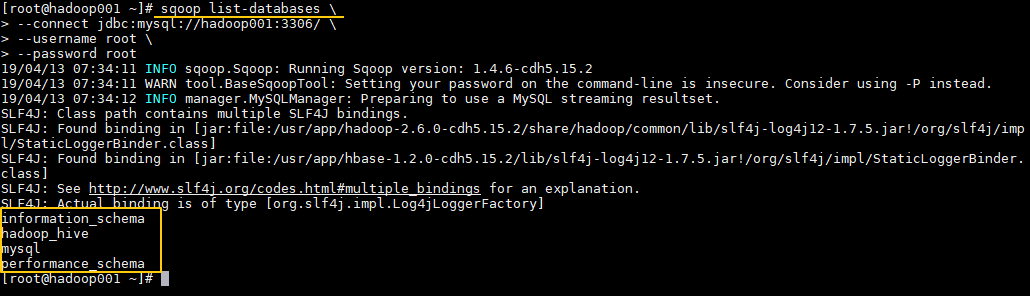 [root@hadoop001 ~]# sqoop list-databases \
> --connect jdbc:mysql://hadoop001:3306/ \
> --username root \
> --password root
19/04/13 07:34:11 INFO sqoop.Sqoop: Running Sqoop version: 1.4.6-cdh5.15.2
19/04/13 07:34:11 WARN tool.BaseSqoopTool: Setting your password on the command-line is insecure. Consider using -P instead.
19/04/13 07:34:12 INFO manager.MySQLManager: Preparing to use a MySQL streaming resultset.
SLF4J: Class path contains multiple SLF4J bindings.
SLF4J: Found binding in [jar:file:/usr/app/hadoop-2.6.0-cdh5.15.2/share/hadoop/common/lib/slf4j-log4j12-1.7.5.jar!/org/slf4j/imp
l/StaticLoggerBinder.class]
SLF4J: Found binding in [jar:file:/usr/app/hbase-1.2.0-cdh5.15.2/lib/slf4j-log4j12-1.7.5.jar!/org/slf4j/impl/StaticLoggerBinder.
class]
SLF4J: See http://www.slf4j.org/codes.html#multiple_bindings for an explanation.
SLF4J: Actual binding is of type [org.slf4j.impl.Log4jLoggerFactory]
information_schema
hadoop_hive
mysql
performance_schema
[root@hadoop001 ~]#